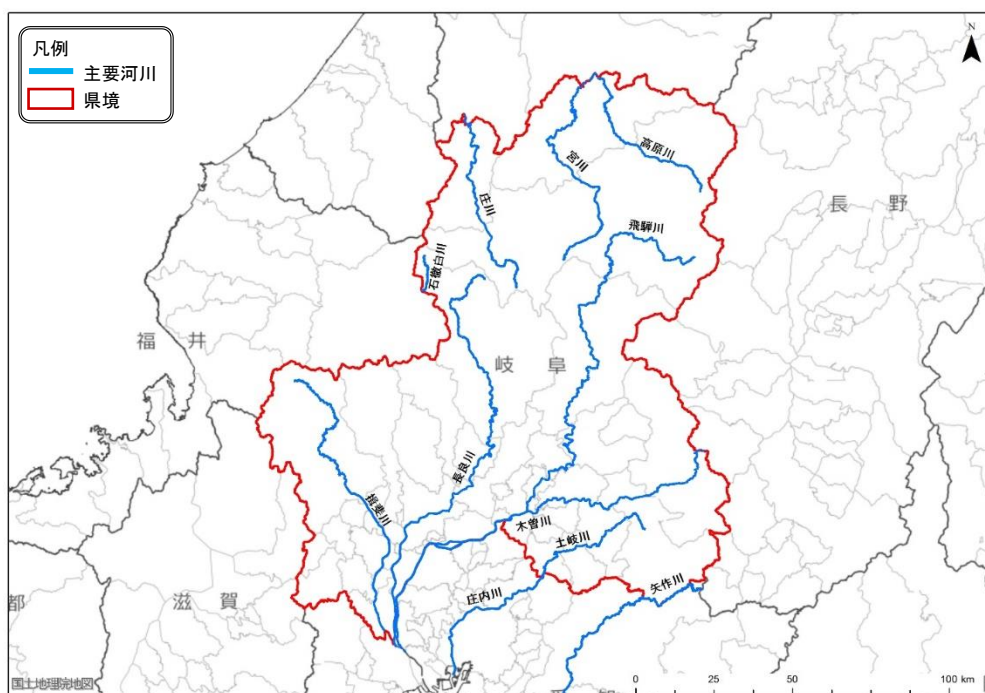 凡例
主要河川
県境
N
高原川
宮川
庄川
長　野
飛騨川
石徹白川
福　井
岐　阜
長良川
揖斐川
木曽川
土岐川
矢作川
庄内川
都
滋　賀
国土地理院地図
0 25 50 100 km